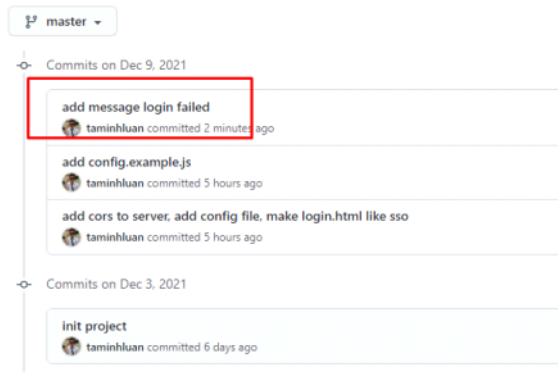 master
Commits on Dec 9, 2021
add message login failed
taminhluan committed 2 minutes ago
add config.example.js
taminhluan committed 5 hours ago
add cors to server, add config file, make login.html like sso
taminhluan committed 5 hours ago
Commits on Dec 3, 2021
init project
taminhluan committed 6 days ago